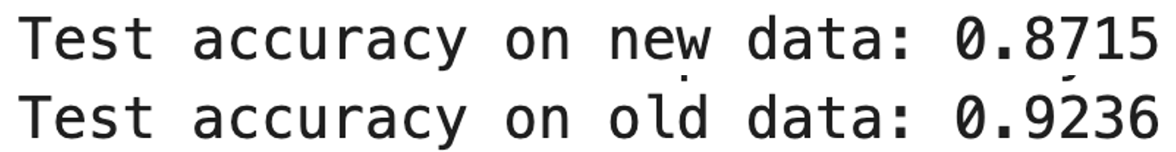 Test accuracy on new data: 0.8715
Test accuracy on old data: 0.9236